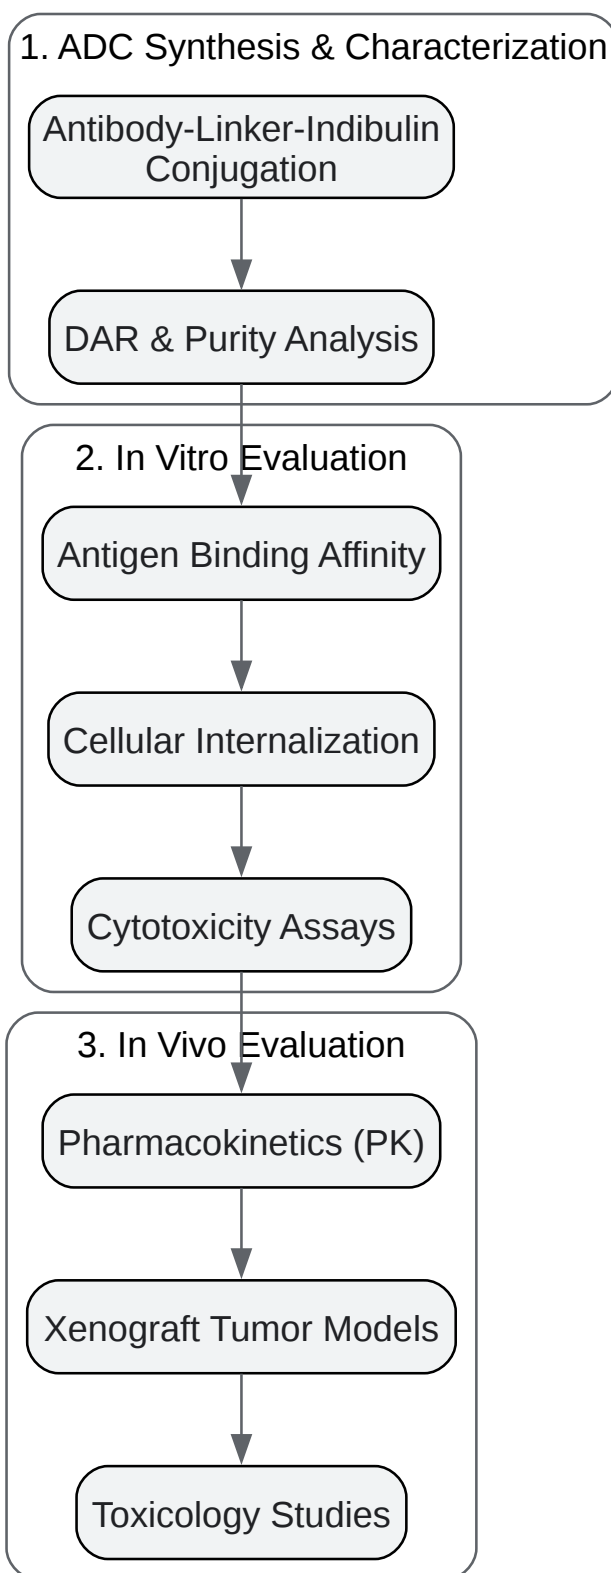 1. ADC Synthesis & Characterization
Antibody-Linker-Indibulin
Conjugation
DAR & Purity Analysis
2. In Vitro Evaluation
Antigen Binding Affinity
Cellular Internalization
Cytotoxicity Assays
3. In Vivo Evaluation
Pharmacokinetics (PK)
Xenograft Tumor Models
Toxicology Studies